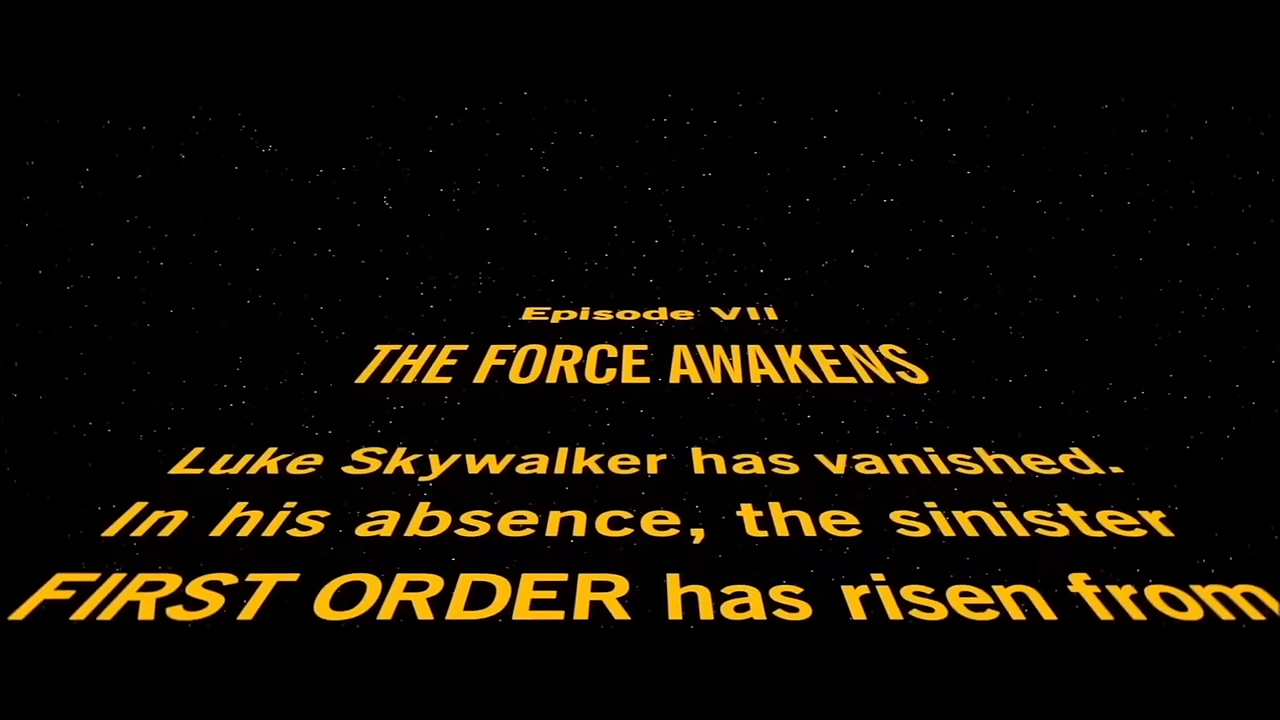 Episode VII
THE FORCE AWAKENS
Luke Skywalker has vanished.
In his absence, the sinister
FIRST ORDER has risen from